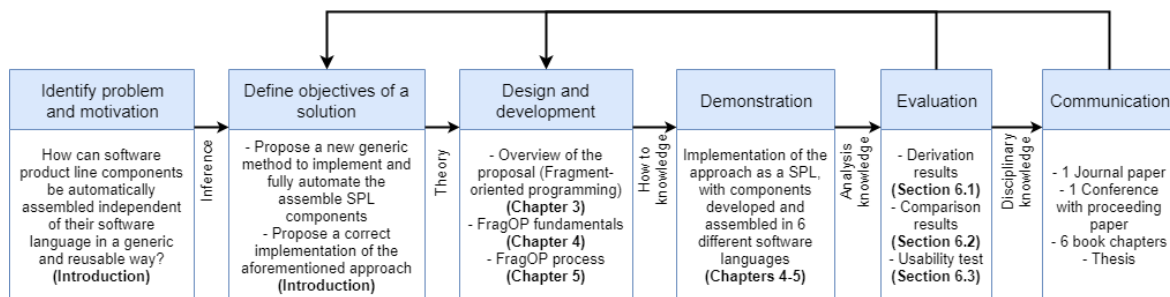 Identify problem
and motivation
How can software
product line components
be automatically
assembled independent
of their software
language in a generic
and reusable way?
(Introduction)
Inference
Define objectives of a
solution
- Propose a new generic
method to implement and
fully automate the
assemble SPL
components
- Propose a correct
implementation of the
aforementioned approach
(Introduction)
Theory
Design and
development
- Overview of the
proposal (Fragment-
oriented programming)
(Chapter 3)
- FragOP fundamentals
(Chapter 4)
- FragOP process
(Chapter 5)
How to
knowledge
Demonstration
Implementation of the
approach as a SPL,
with components
developed and
assembled in 6
different software
languages
(Chapters 4-5)
Analysis
knowledge
Evaluation
- Derivation
results
(Section 6.1)
- Comparison
results
(Section 6.2)
- Usability test
(Section 6.3)
Disciplinary
knowledge
Communication
- 1 Journal paper
- 1 Conference
with proceeding
paper
- 6 book chapters
- Thesis